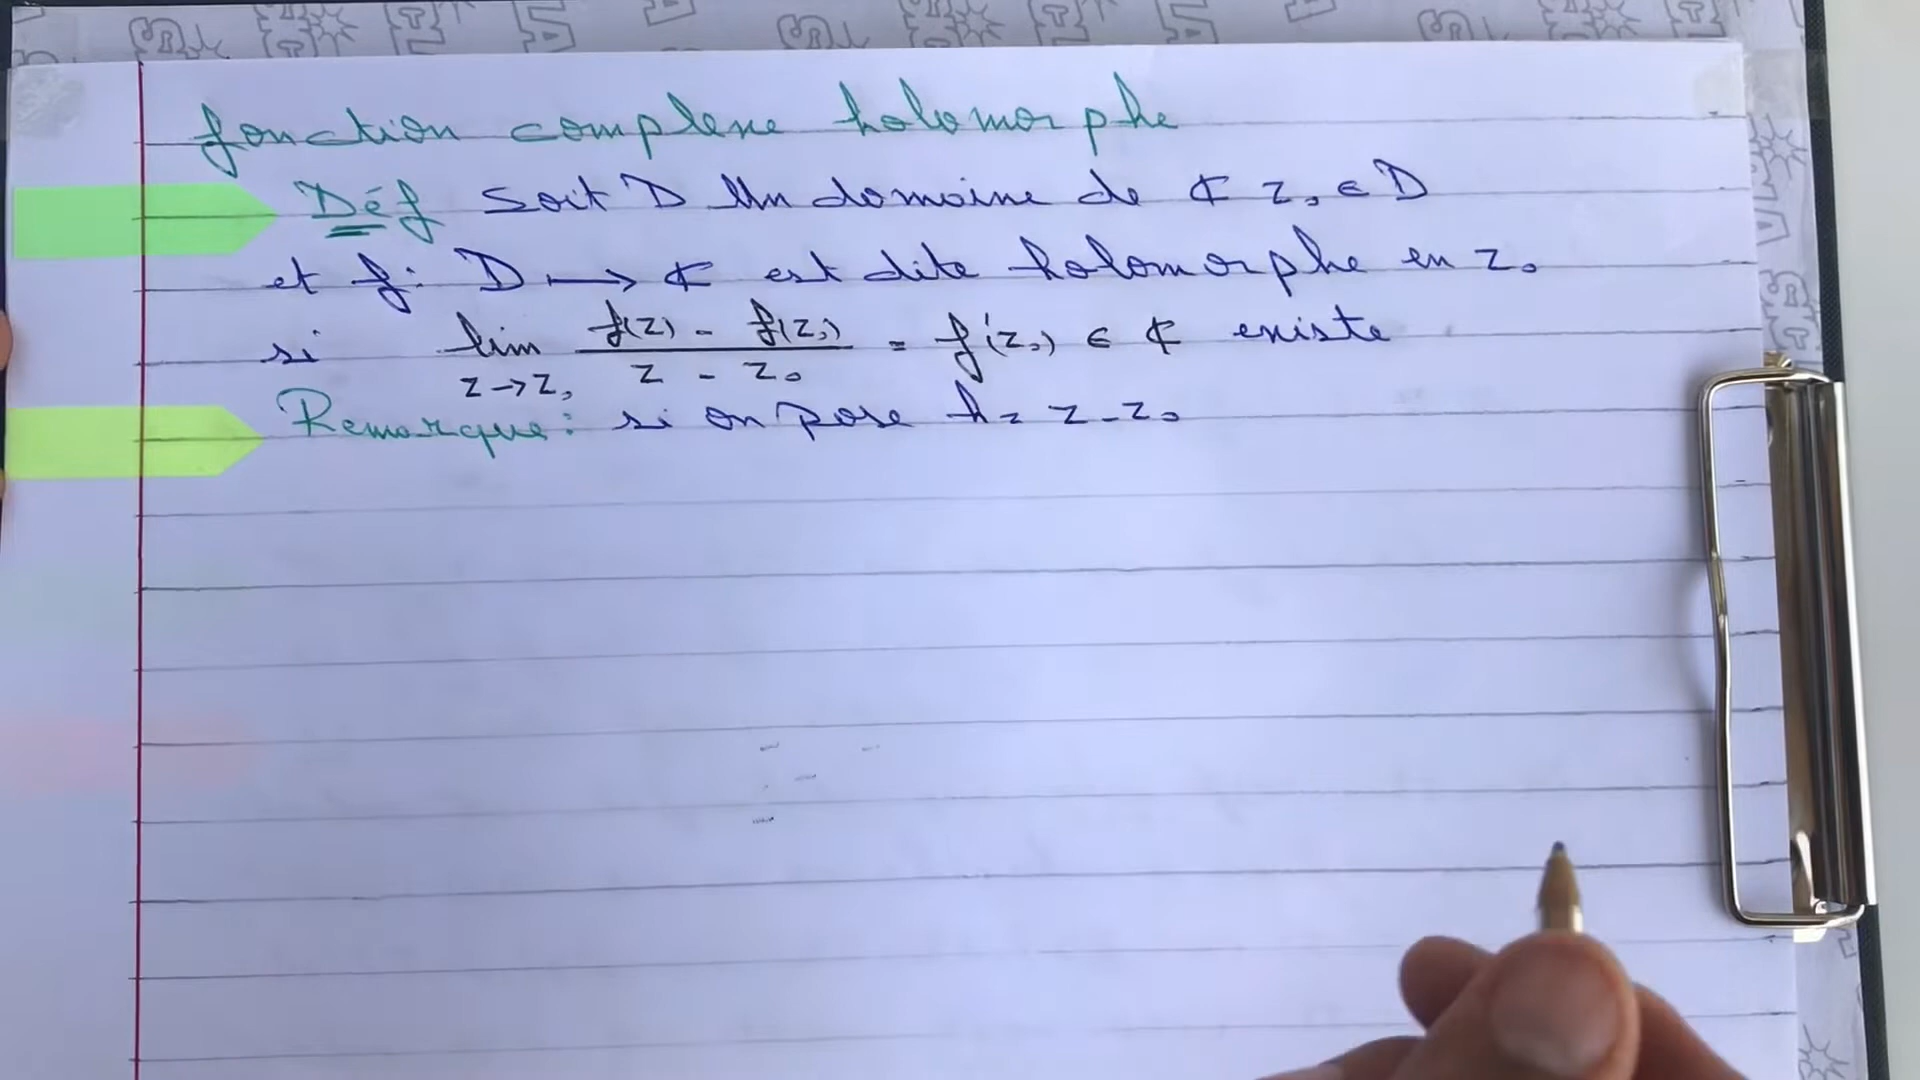 fonction complexe holomorphe
Déf Soit D Un domaine de ℂ z₀ ∈ D
et f: D ⟼ ℂ est dite holomorphe en z₀
si lim z→z₀ (f(z) - f(z₀))/(z - z₀) = f'(z₀) ∈ ℂ existe
Remarque: si on pose h = z - z₀